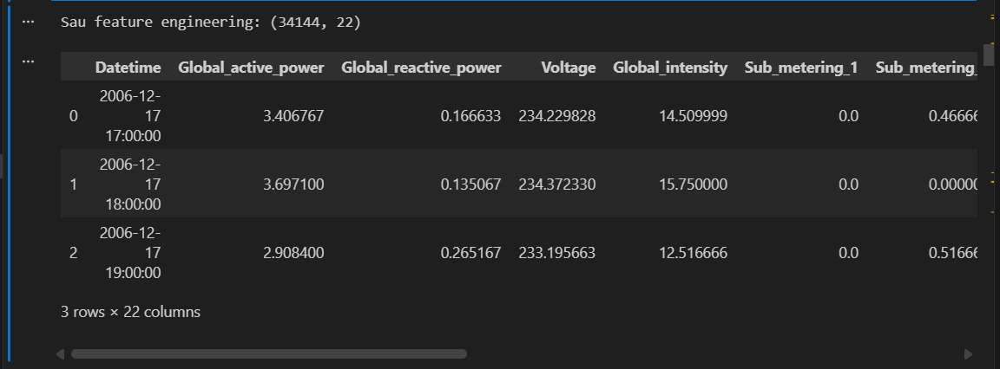 Sau feature engineering: (34144, 22)
Datetime Global_active_power Global_reactive_power Voltage Global_intensity Sub_metering_1 Sub_metering_
0 2006-12-17 17:00:00 3.406767 0.166633 234.229828 14.509999 0.0 0.46666
1 2006-12-17 18:00:00 3.697100 0.135067 234.372330 15.750000 0.0 0.00000
2 2006-12-17 19:00:00 2.908400 0.265167 233.195663 12.516666 0.0 0.51666
3 rows × 22 columns